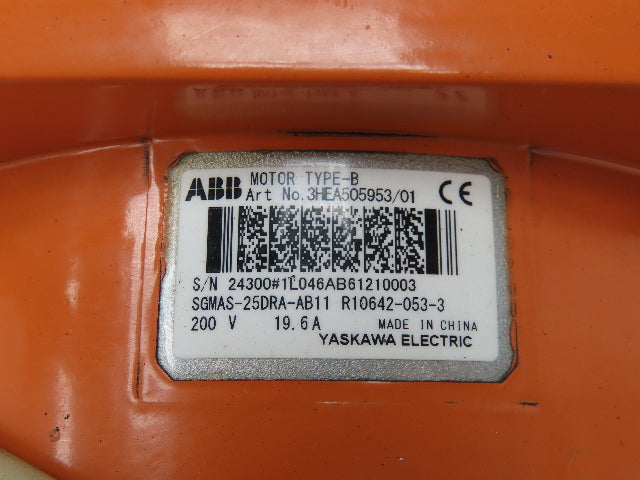 ABB MOTOR TYPE-B
Art No.3HEA505953/01 CE
S/N 24300#1L046AB61210003
SGMAS-25DRA-AB11 R10642-053-3
200 V 19.6A MADE IN CHINA
YASKAWA ELECTRIC